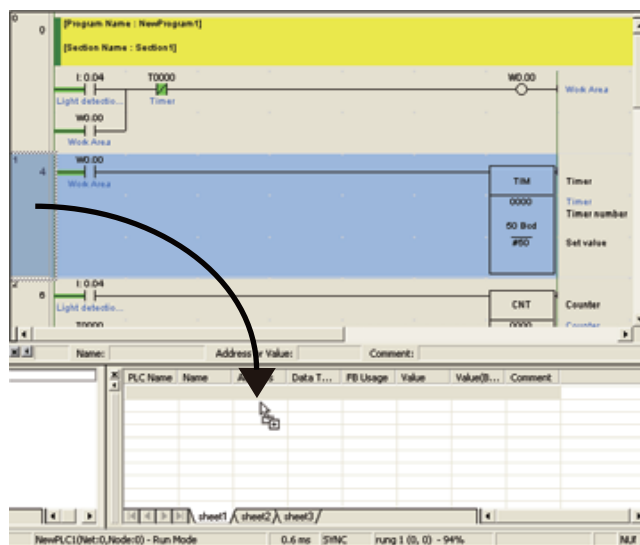 0
0
[Program Name : NewProgram1]
[Section Name : Section1]
I: 0.04
T0000
W0.00
Work Area
Light detectio...
Timer
W0.00
Work Area
1
4
W0.00
Work Area
TIM
Timer
0000
Timer
Timer number
50 Bcd
#50
Set value
2
6
I: 0.04
Light detectio...
CNT
Counter
T0000
0000
Counter
Name:
Address or Value:
Comment:
PLC Name
Name
Data T...
FB Usage
Value
Value(B...
Comment
sheet1
sheet2
sheet3
NewPLC1(Net:0,Node:0) - Run Mode
0.6 ms
SYNC
rung 1 (0, 0) - 94%